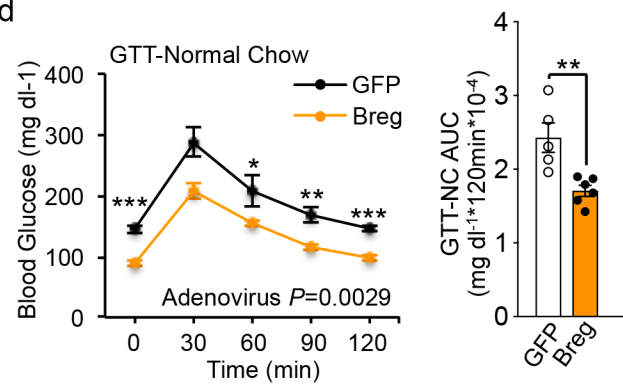 d
GTT-Normal Chow
GFP
Breg
Blood Glucose (mg dl-1)
400
300
200
100
0
***
*
**
***
Adenovirus P=0.0029
0 30 60 90 120
Time (min)
GTT-NC AUC
(mg dl-1*120min*10-4)
4
3
2
1
0
**
GFP
Breg